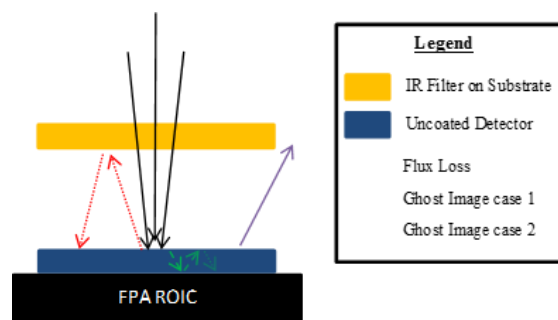 Legend
IR Filter on Substrate
Uncoated Detector
Flux Loss
Ghost Image case 1
Ghost Image case 2
FPA ROIC